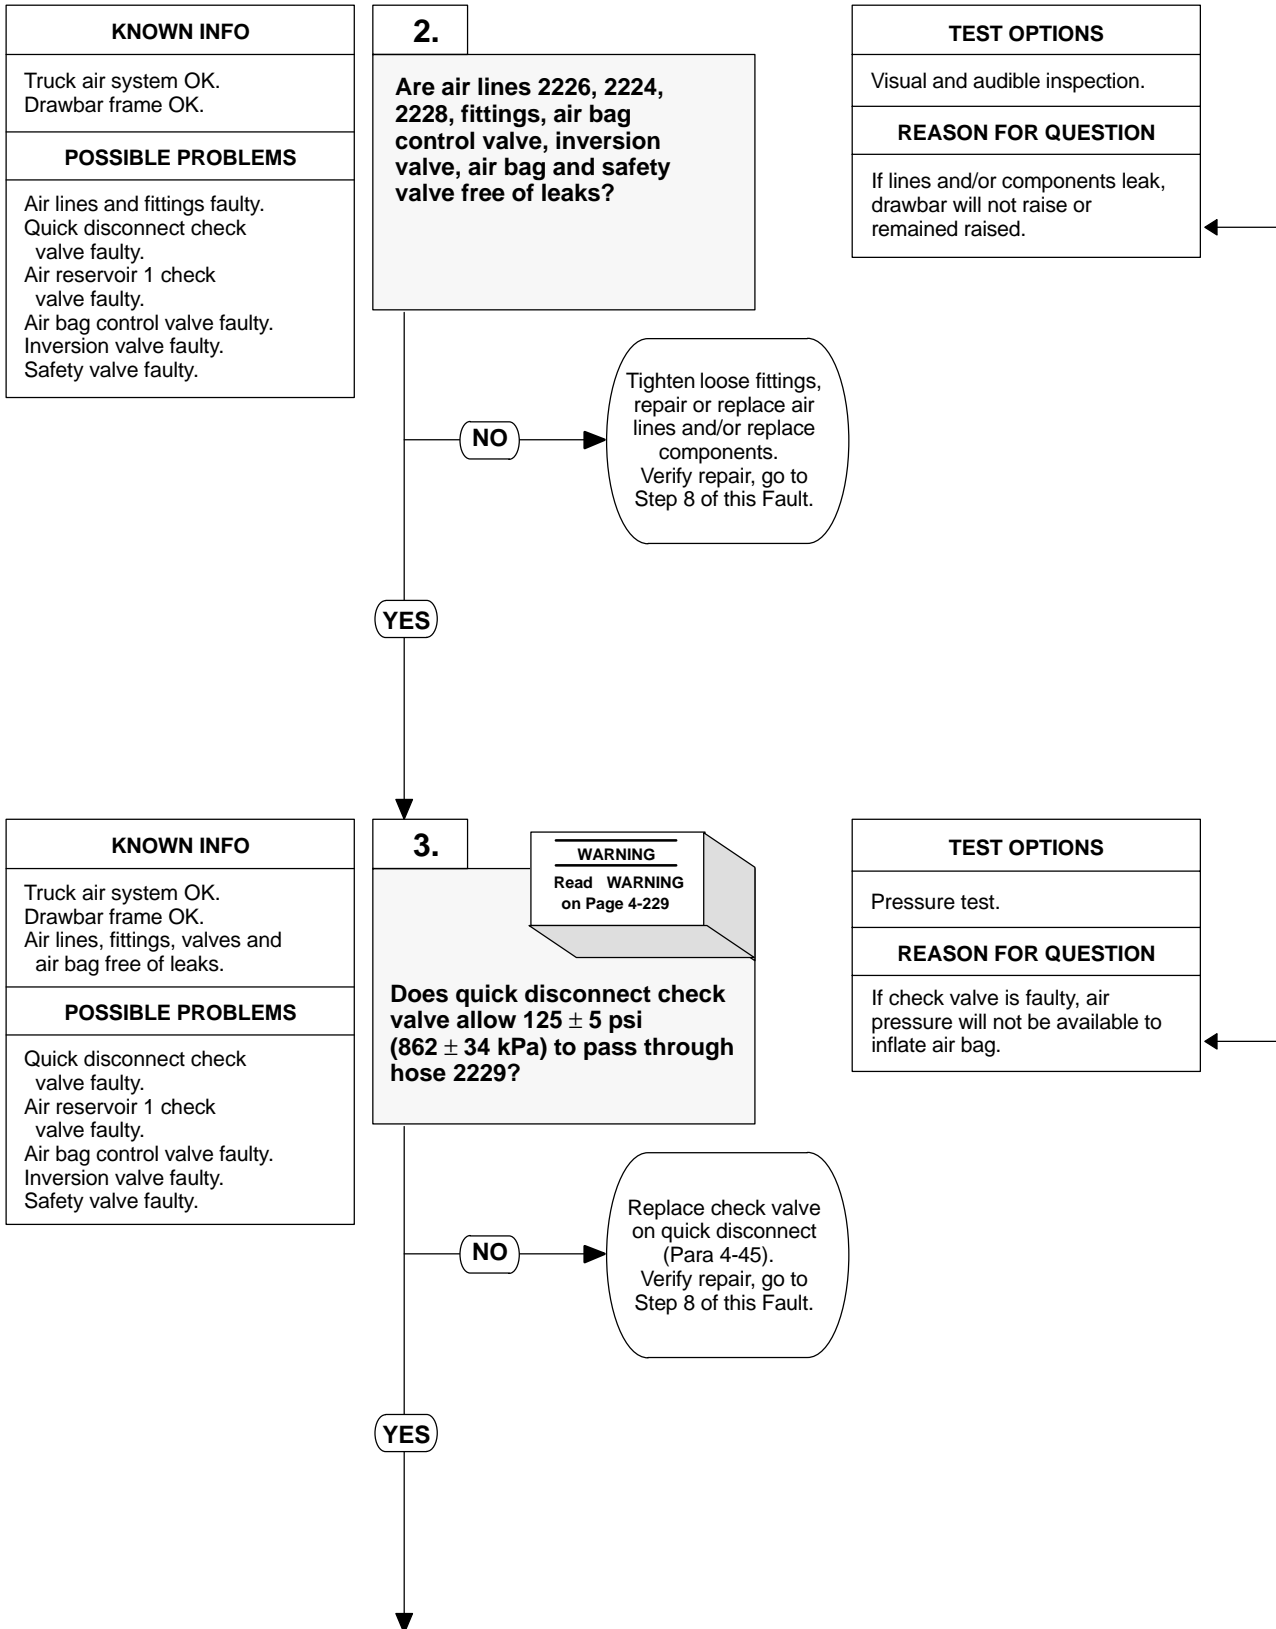 KNOWN INFO
Truck air system OK.
Drawbar frame OK.
POSSIBLE PROBLEMS
Air lines and fittings faulty.
Quick disconnect check
valve faulty.
Air reservoir 1 check
valve faulty.
Air bag control valve faulty.
Inversion valve faulty.
Safety valve faulty.
2.
Are air lines 2226, 2224,
2228, fittings, air bag
control valve, inversion
valve, air bag and safety
valve free of leaks?
TEST OPTIONS
Visual and audible inspection.
REASON FOR QUESTION
If lines and/or components leak,
drawbar will not raise or
remained raised.
NO
Tighten loose fittings,
repair or replace air
lines and/or replace
components.
Verify repair, go to
Step 8 of this Fault.
YES
KNOWN INFO
Truck air system OK.
Drawbar frame OK.
Air lines, fittings, valves and
air bag free of leaks.
POSSIBLE PROBLEMS
Quick disconnect check
valve faulty.
Air reservoir 1 check
valve faulty.
Air bag control valve faulty.
Inversion valve faulty.
Safety valve faulty.
3.
WARNING
Read WARNING
on Page 4-229
Does quick disconnect check
valve allow 125 ± 5 psi
(862 ± 34 kPa) to pass through
hose 2229?
TEST OPTIONS
Pressure test.
REASON FOR QUESTION
If check valve is faulty, air
pressure will not be available to
inflate air bag.
NO
Replace check valve
on quick disconnect
(Para 4-45).
Verify repair, go to
Step 8 of this Fault.
YES